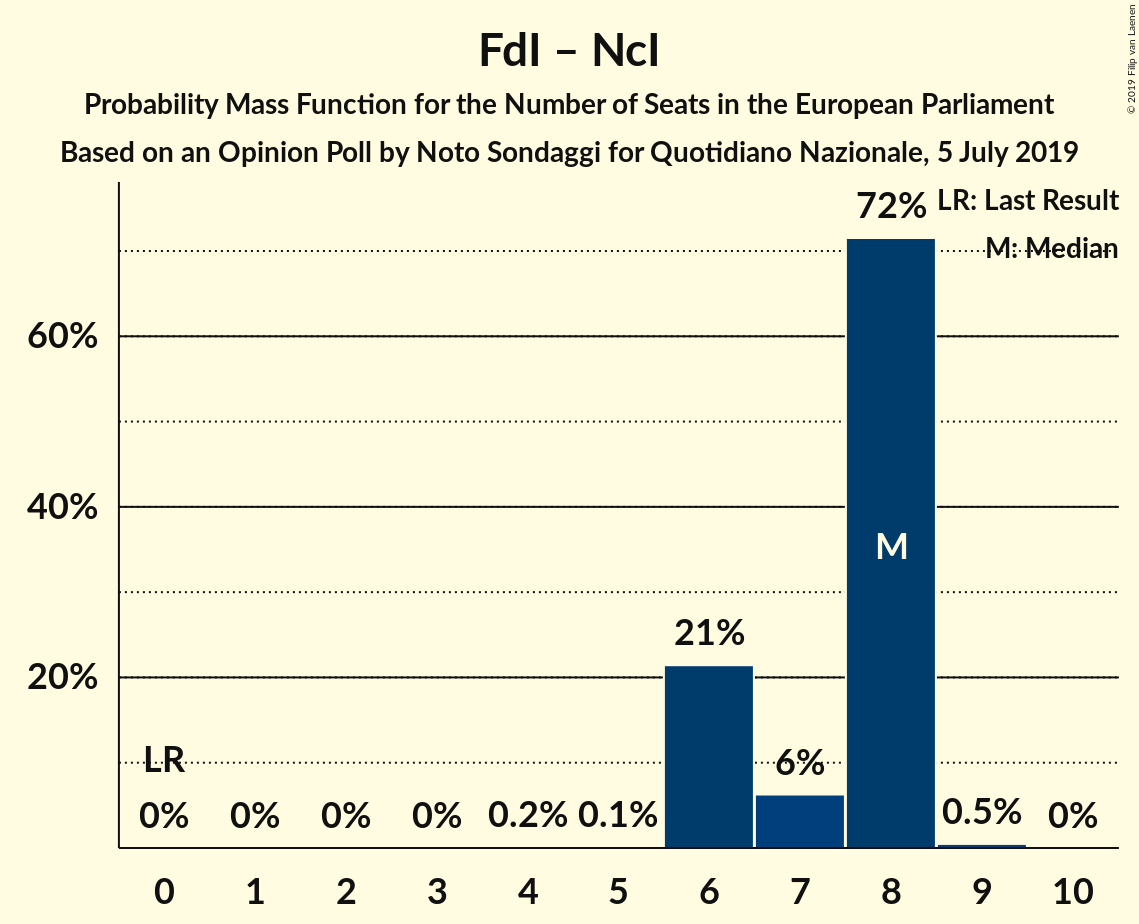 FdI – NcI
Probability Mass Function for the Number of Seats in the European Parliament
Based on an Opinion Poll by Noto Sondaggi for Quotidiano Nazionale, 5 July 2019
© 2019 Filip van Laenen
LR: Last Result
M: Median
60%
40%
20%
LR
0%
0%
0%
0%
0.2%
0.1%
21%
6%
72%
M
0.5%
0%
0 1 2 3 4 5 6 7 8 9 10